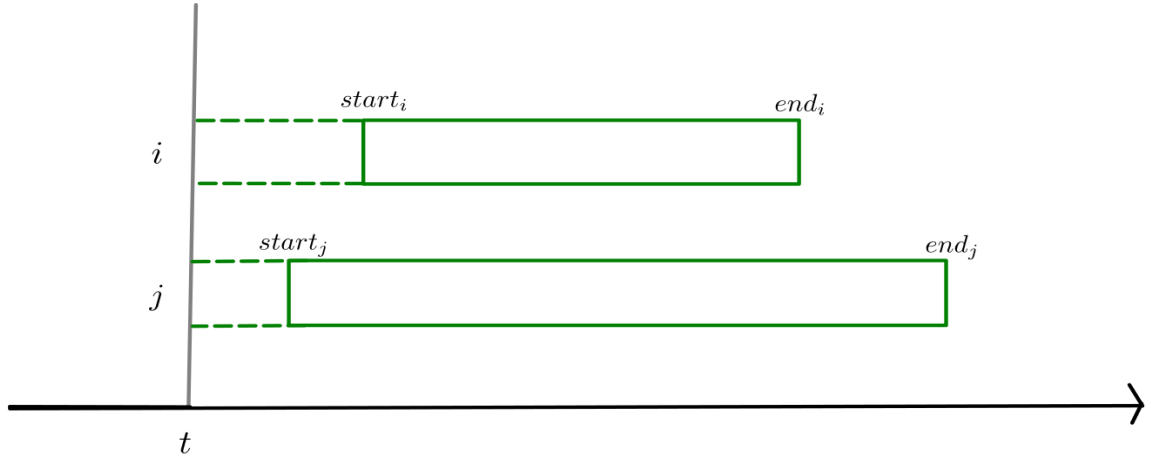 start_i
end_i
i
start_j
end_j
j
t